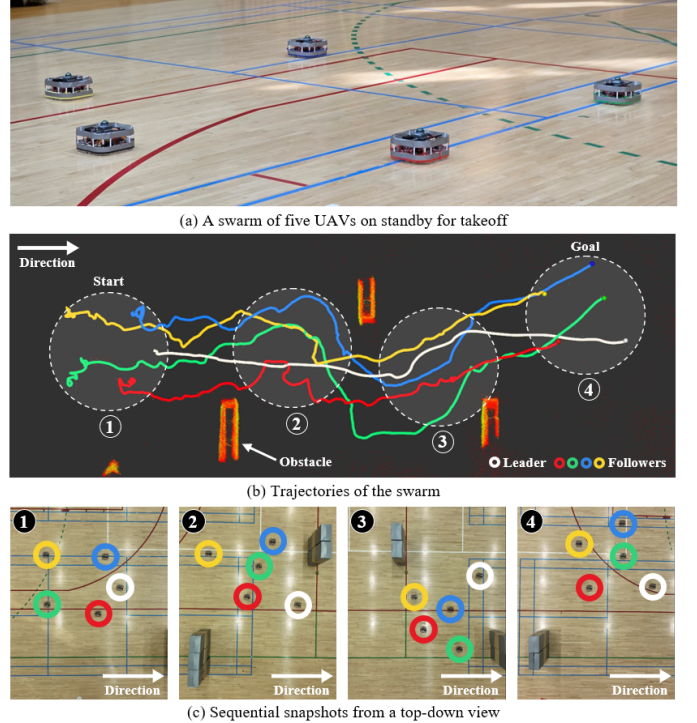 (a) A swarm of five UAVs on standby for takeoff
Direction
Start
Goal
1
2
3
4
Obstacle
Leader
Followers
(b) Trajectories of the swarm
1
2
3
4
Direction
Direction
Direction
Direction
(c) Sequential snapshots from a top-down view